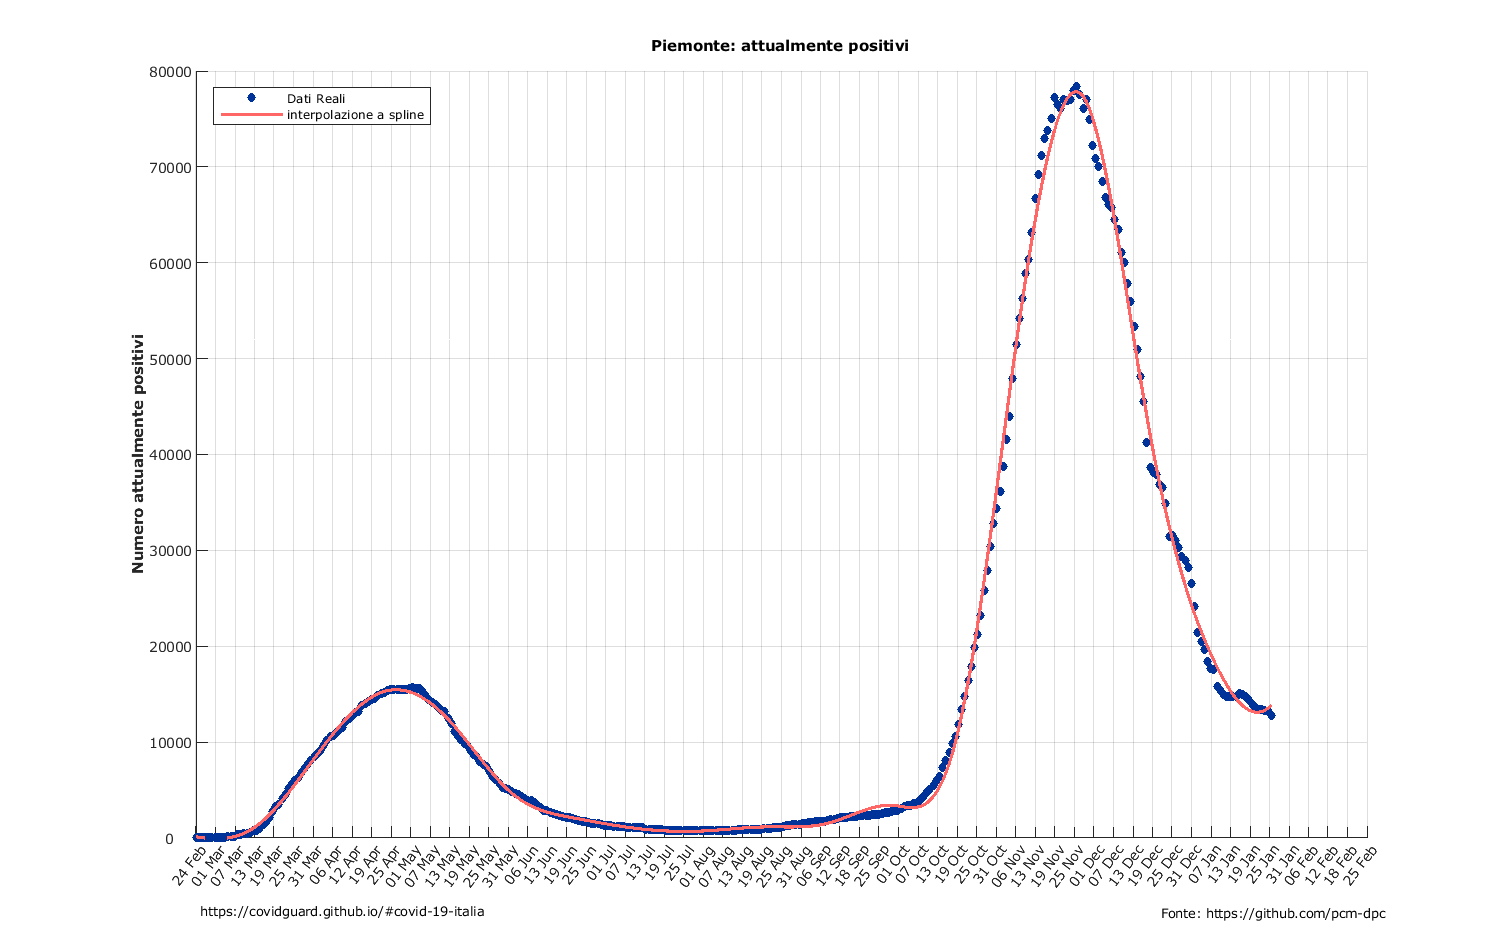 Piemonte: attualmente positivi
Dati Reali
interpolazione a spline
Numero attualmente positivi
80000
70000
60000
50000
40000
30000
20000
10000
0
24 Feb
01 Mar
07 Mar
13 Mar
19 Mar
25 Mar
31 Mar
06 Apr
12 Apr
19 Apr
25 Apr
01 May
07 May
13 May
19 May
25 May
31 May
06 Jun
13 Jun
19 Jun
25 Jun
01 Jul
07 Jul
13 Jul
19 Jul
25 Jul
01 Aug
07 Aug
13 Aug
19 Aug
25 Aug
31 Aug
06 Sep
12 Sep
18 Sep
25 Sep
01 Oct
07 Oct
13 Oct
19 Oct
25 Oct
31 Oct
06 Nov
13 Nov
19 Nov
25 Nov
01 Dec
07 Dec
13 Dec
19 Dec
25 Dec
31 Dec
07 Jan
13 Jan
19 Jan
25 Jan
31 Jan
06 Feb
12 Feb
18 Feb
25 Feb
https://covidguard.github.io/#covid-19-italia
Fonte: https://github.com/pcm-dpc